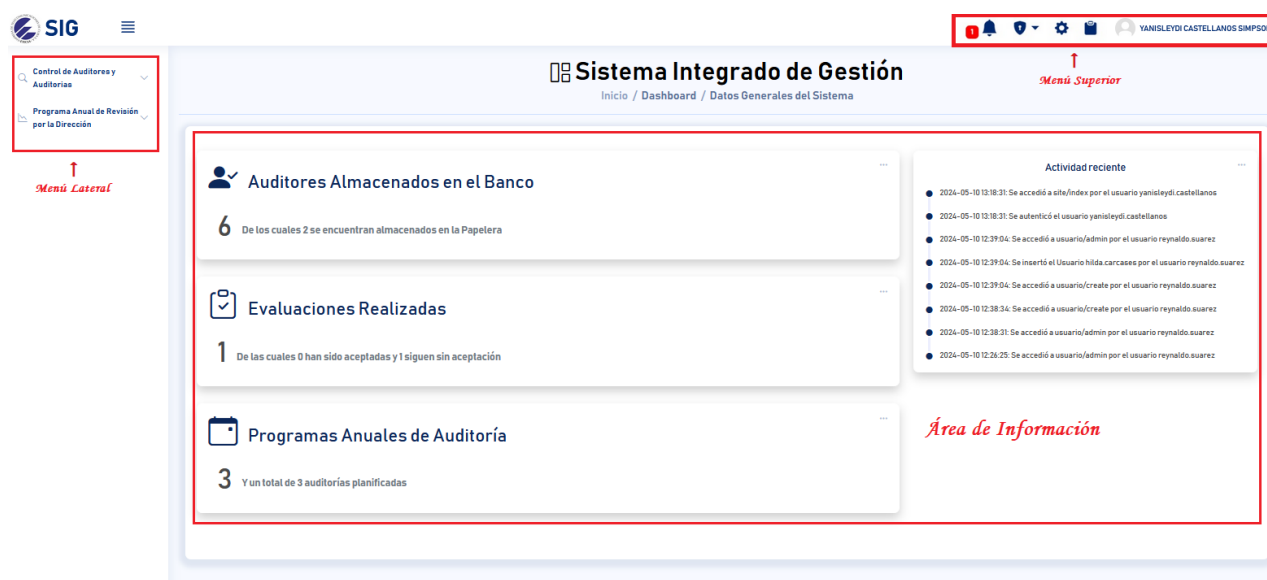 SIG
1
YANISLEYDI CASTELLANOS SIMPSON
Menú Superior
Control de Auditores y
Auditorias
Programa Anual de Revisión
por la Dirección
Menú Lateral
Sistema Integrado de Gestión
Inicio / Dashboard / Datos Generales del Sistema
Auditores Almacenados en el Banco
6 De los cuales 2 se encuentran almacenados en la Papelera
Evaluaciones Realizadas
1 De las cuales 0 han sido aceptadas y 1 siguen sin aceptación
Programas Anuales de Auditoría
3 Y un total de 3 auditorías planificadas
Actividad reciente
2024-05-10 13:18:31: Se accedió a site/index por el usuario yanisleydi.castellanos
2024-05-10 13:18:31: Se autenticó el usuario yanisleydi.castellanos
2024-05-10 12:39:04: Se accedió a usuario/admin por el usuario reynaldo.suarez
2024-05-10 12:39:04: Se insertó el Usuario hilda.carcases por el usuario reynaldo.suarez
2024-05-10 12:39:04: Se accedió a usuario/create por el usuario reynaldo.suarez
2024-05-10 12:38:34: Se accedió a usuario/create por el usuario reynaldo.suarez
2024-05-10 12:38:31: Se accedió a usuario/admin por el usuario reynaldo.suarez
2024-05-10 12:26:25: Se accedió a usuario/admin por el usuario reynaldo.suarez
Área de Información